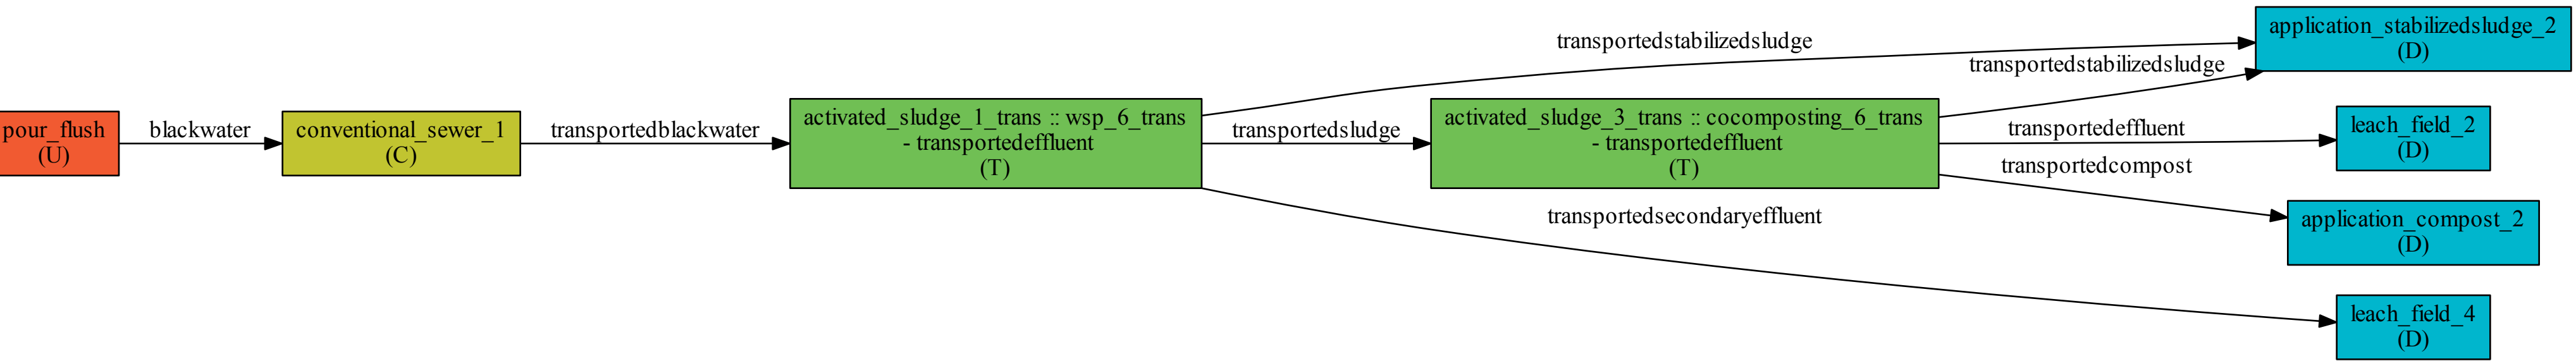 pour_flush
(U)
blackwater
conventional_sewer_1
(C)
transportedblackwater
activated_sludge_1_trans :: wsp_6_trans
- transportedeffluent
(T)
transportedstabilizedsludge
transportedsludge
transportedsecondaryeffluent
activated_sludge_3_trans :: cocomposting_6_trans
- transportedeffluent
(T)
transportedstabilizedsludge
transportedeffluent
transportedcompost
application_stabilizedsludge_2
(D)
leach_field_2
(D)
application_compost_2
(D)
leach_field_4
(D)